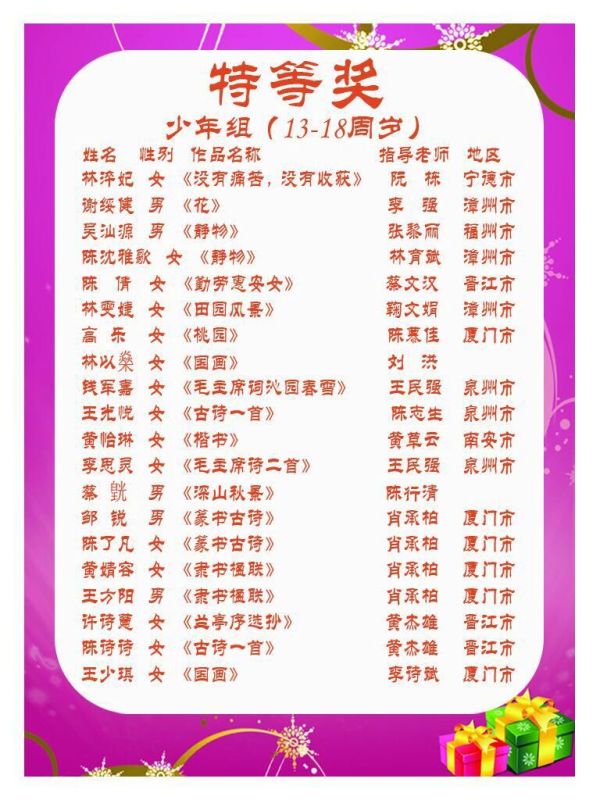 特等奖
少年组（13-18周岁）
姓名 性别 作品名称 指导老师 地区
林淬妃 女 《没有痛苦，没有收获》 阮 栋 宁德市
谢绥健 男 《花》 李 强 漳州市
吴汕源 男 《静物》 张黎丽 福州市
陈沈雅歆 女 《静物》 林育斌 漳州市
陈 倩 女 《勤劳惠安女》 蔡文汉 晋江市
林雯婕 女 《田园风景》 鞠文娟 漳州市
高 乐 女 《桃园》 陈慕佳 厦门市
林以燊 女 《国画》 刘 洪
钱军嘉 女 《毛主席词沁园春雪》 王民强 泉州市
王光悦 女 《古诗一首》 陈志生 泉州市
黄怡琳 女 《楷书》 黄草云 南安市
李思灵 女 《毛主席诗二首》 王民强 泉州市
蔡 男 《深山秋景》 陈行清
邹 锐 男 《篆书古诗》 肖承柏 厦门市
陈了凡 女 《篆书古诗》 肖承柏 厦门市
黄婧容 女 《隶书楹联》 肖承柏 厦门市
王方阳 男 《隶书楹联》 肖承柏 厦门市
许诗蕙 女 《兰亭序选抄》 黄杰雄 晋江市
陈诗诗 女 《古诗一首》 黄杰雄 晋江市
王少琪 女 《国画》 李诗斌 厦门市